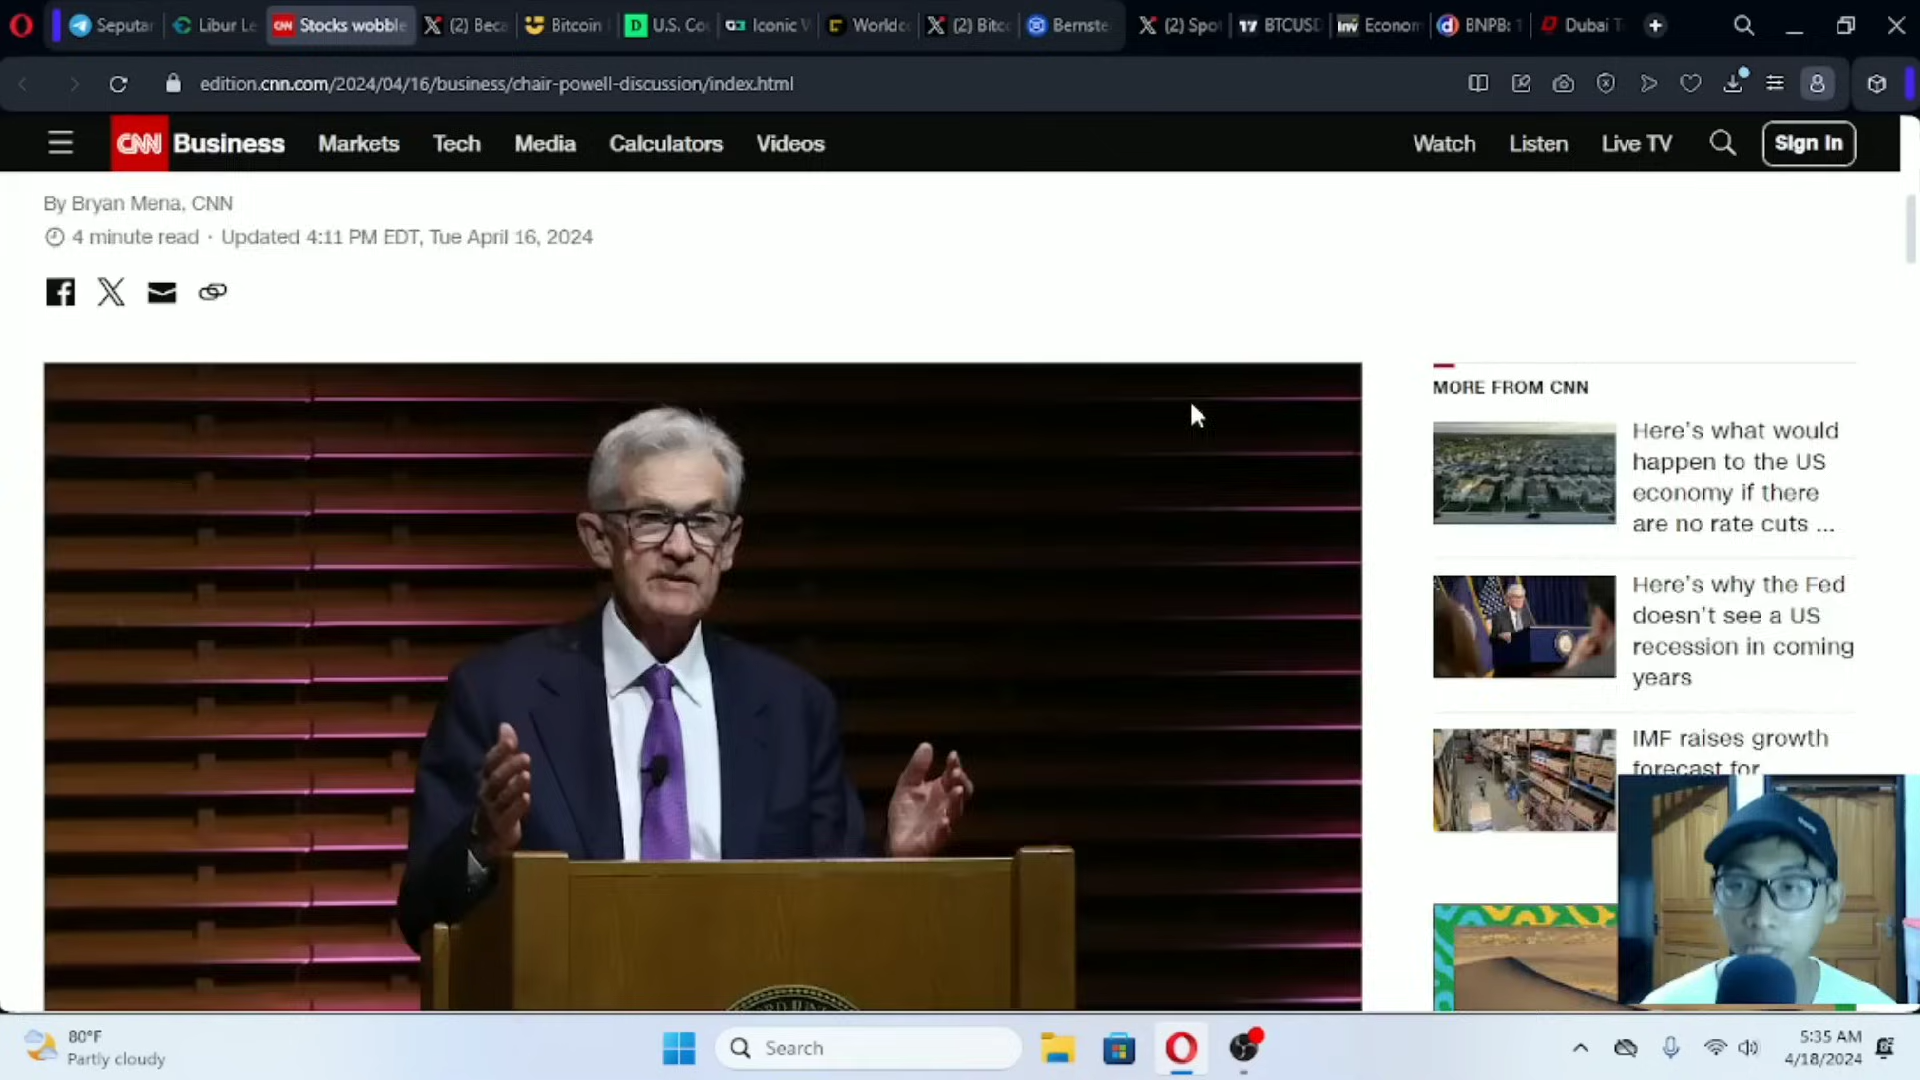 Seputar
Libur Le
CNN Stocks wobble
(2) Beca
Bitcoin
U.S. Co
Iconic V
Worldc
(2) Bitc
Bernste
(2) Spo
BTCUSD
Inv Econom
BNPB: 1
Dubai T
edition.cnn.com/2024/04/16/business/chair-powell-discussion/index.html
CNN Business Markets Tech Media Calculators Videos Watch Listen Live TV Sign in
By Bryan Mena, CNN
4 minute read · Updated 4:11 PM EDT, Tue April 16, 2024
MORE FROM CNN
Here's what would
happen to the US
economy if there
are no rate cuts ...
Here's why the Fed
doesn't see a US
recession in coming
years
IMF raises growth
forecast for
80°F
Partly cloudy
Search
5:35 AM
4/18/2024